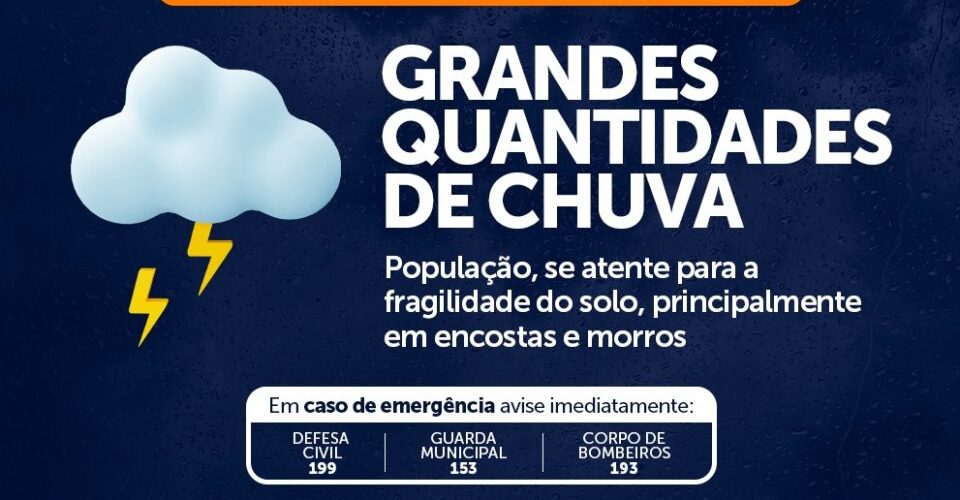 GRANDES
QUANTIDADES
DE CHUVA
População, se atente para a
fragilidade do solo, principalmente
em encostas e morros
Em caso de emergência avise imediatamente:
DEFESA
CIVIL
199
GUARDA
MUNICIPAL
153
CORPO DE
BOMBEIROS
193